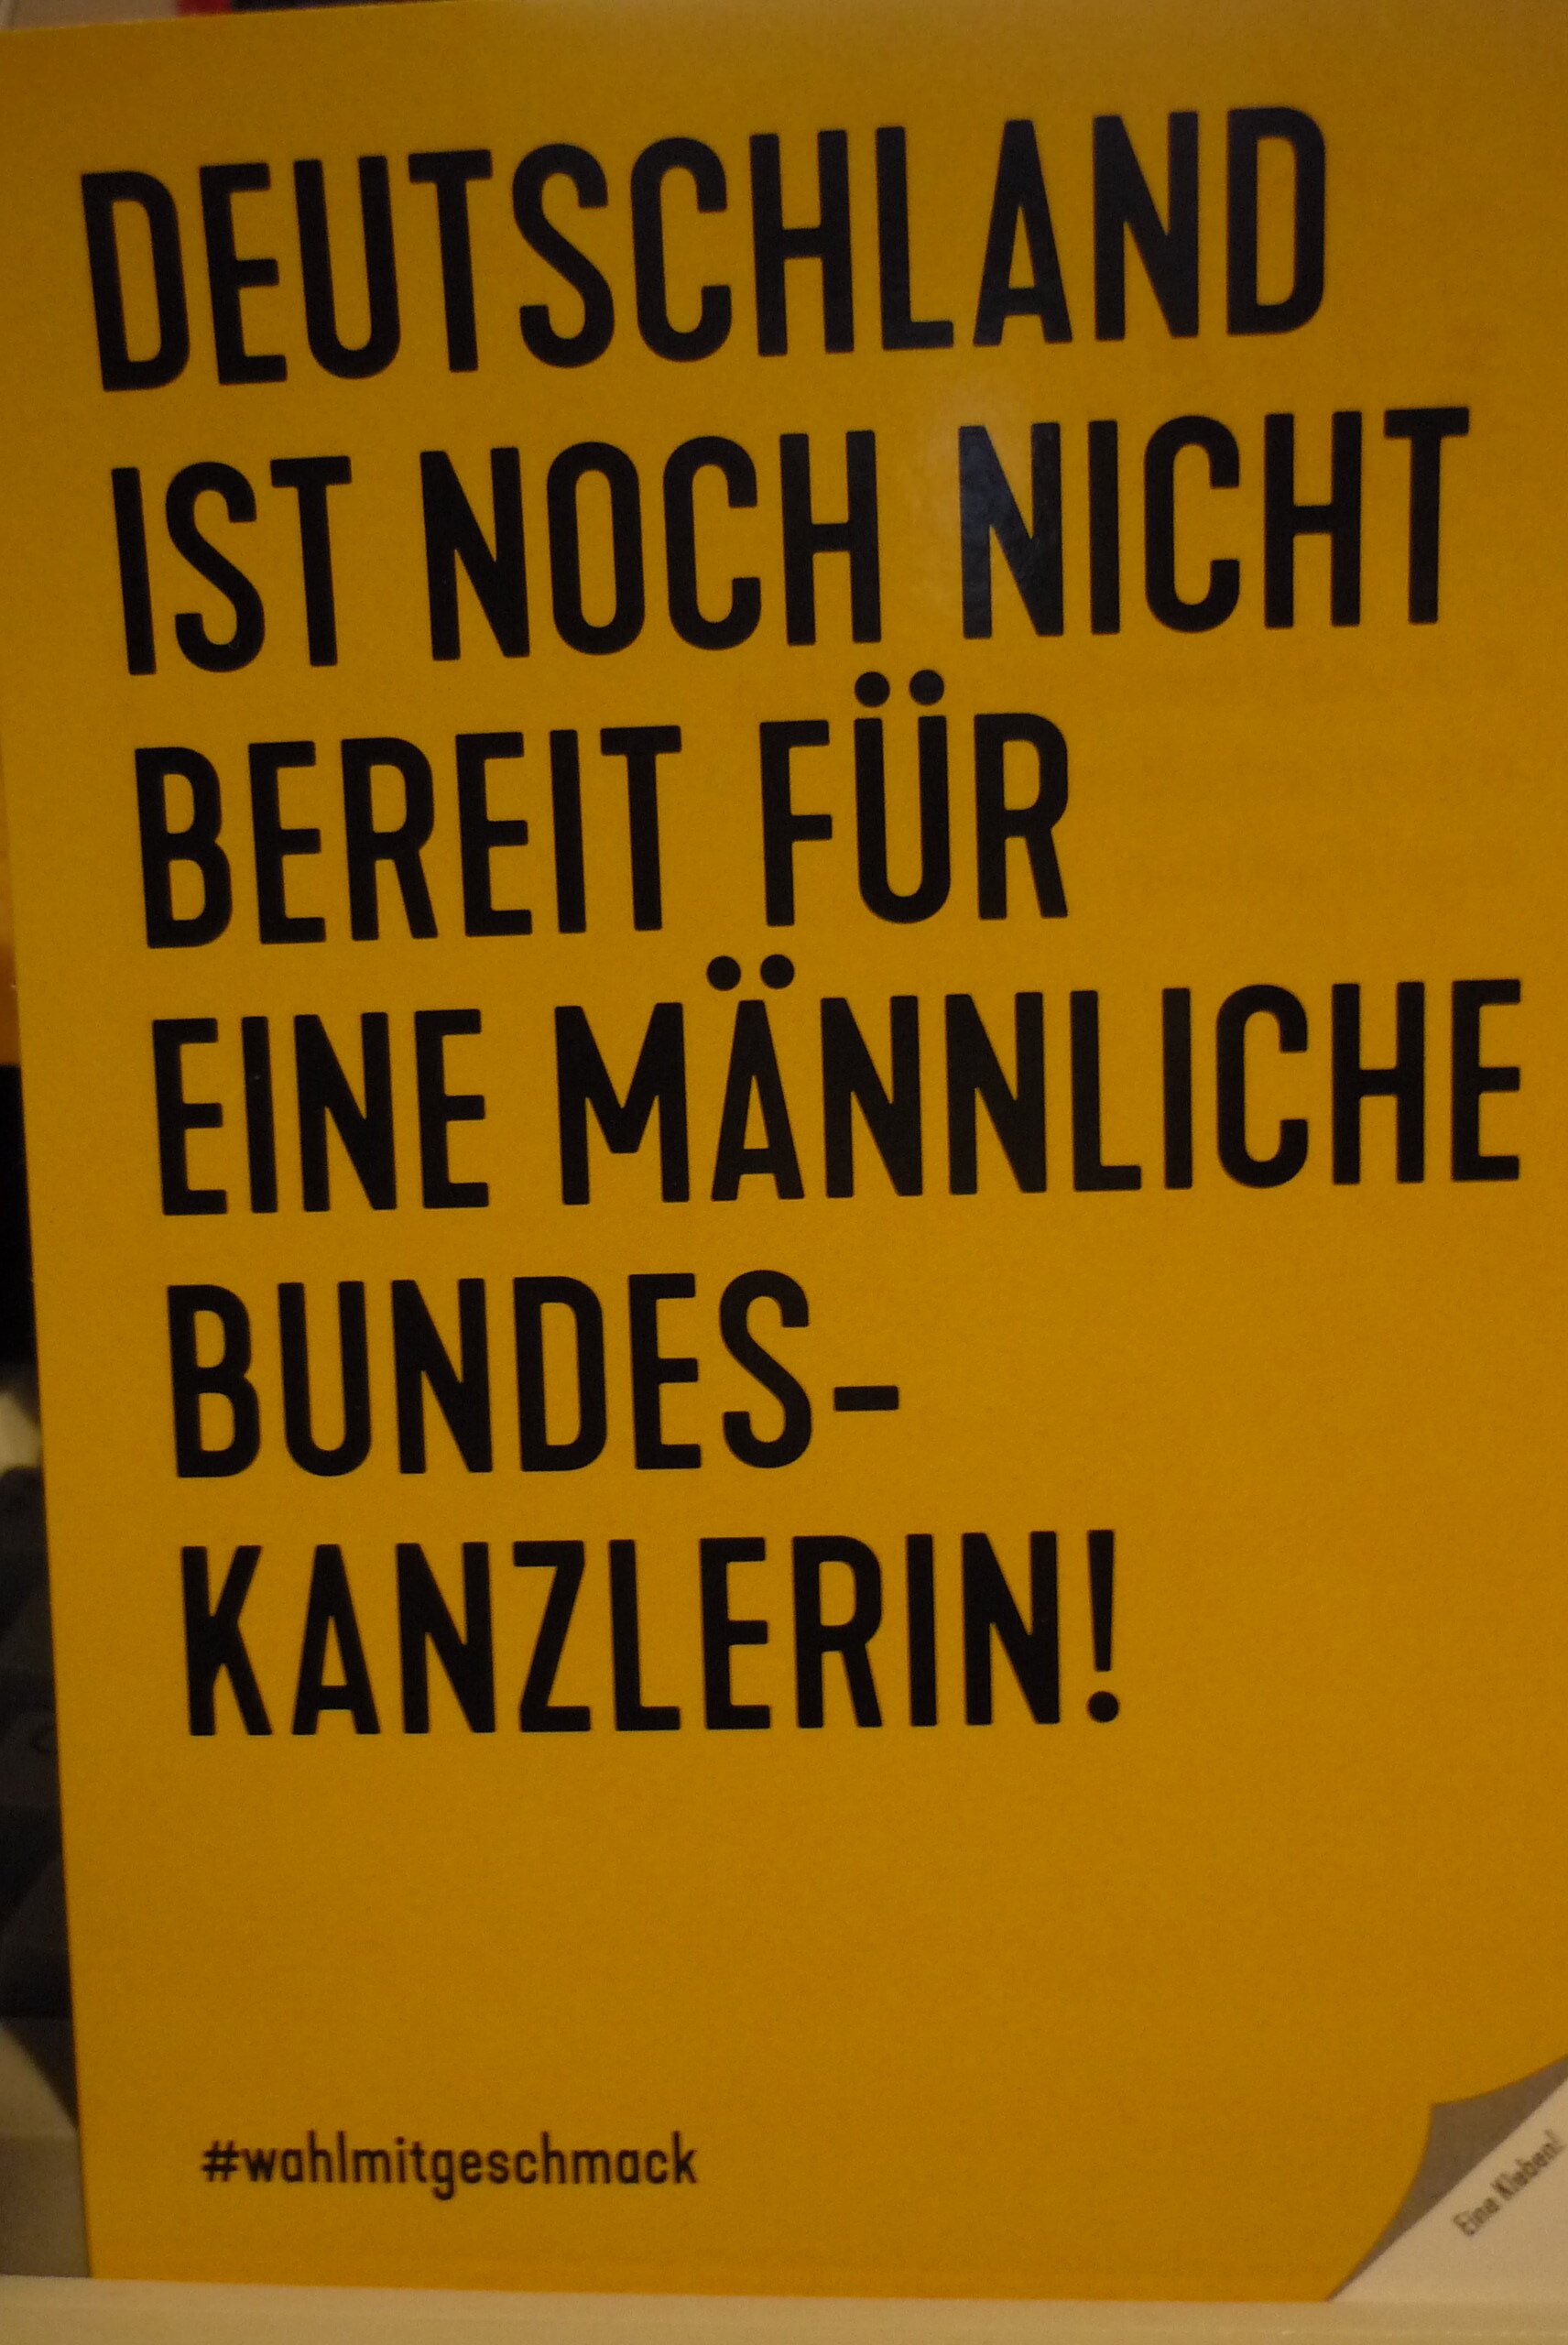 DEUTSCHLAND
IST NOCH NICHT
BEREIT FÜR
EINE MÄNNLICHE
BUNDES-
KANZLERIN!
#wahlmitgeschmack
Eine Kleben!